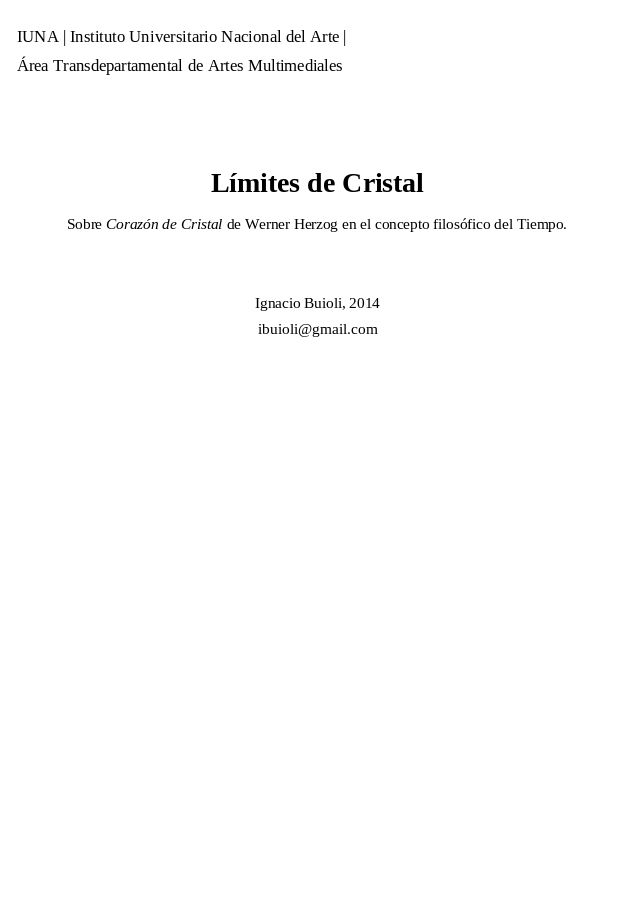 IUNA | Instituto Universitario Nacional del Arte |
Área Transdepartamental de Artes Multimediales
Límites de Cristal
Sobre Corazón de Cristal de Werner Herzog en el concepto filosófico del Tiempo.
Ignacio Buioli, 2014
ibuioli@gmail.com